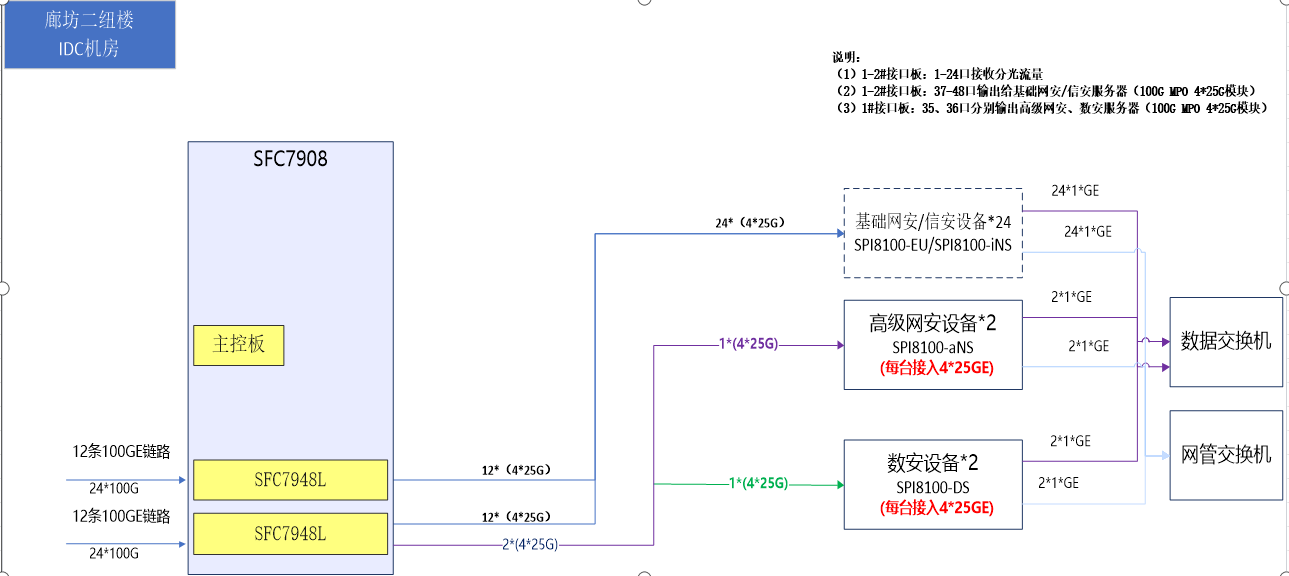 廊坊二纽楼
IDC机房
说明：
（1）1-2#接口板：1-24口接收分光流量
（2）1-2#接口板：37-48口输出给基础网安/信安服务器（100G MPO 4*25G模块）
（3）1#接口板：35、36口分别输出高级网安、数安服务器（100G MPO 4*25G模块）
SFC7908
主控板
12条100GE链路
24*100G
SFC7948L
12条100GE链路
24*100G
SFC7948L
12*（4*25G）
12*（4*25G）
2*(4*25G)
24*（4*25G）
1*(4*25G)
1*(4*25G)
基础网安/信安设备*24
SPI8100-EU/SPI8100-iNS
高级网安设备*2
SPI8100-aNS
(每台接入4*25GE)
数安设备*2
SPI8100-DS
(每台接入4*25GE)
24*1*GE
24*1*GE
2*1*GE
2*1*GE
2*1*GE
2*1*GE
数据交换机
网管交换机